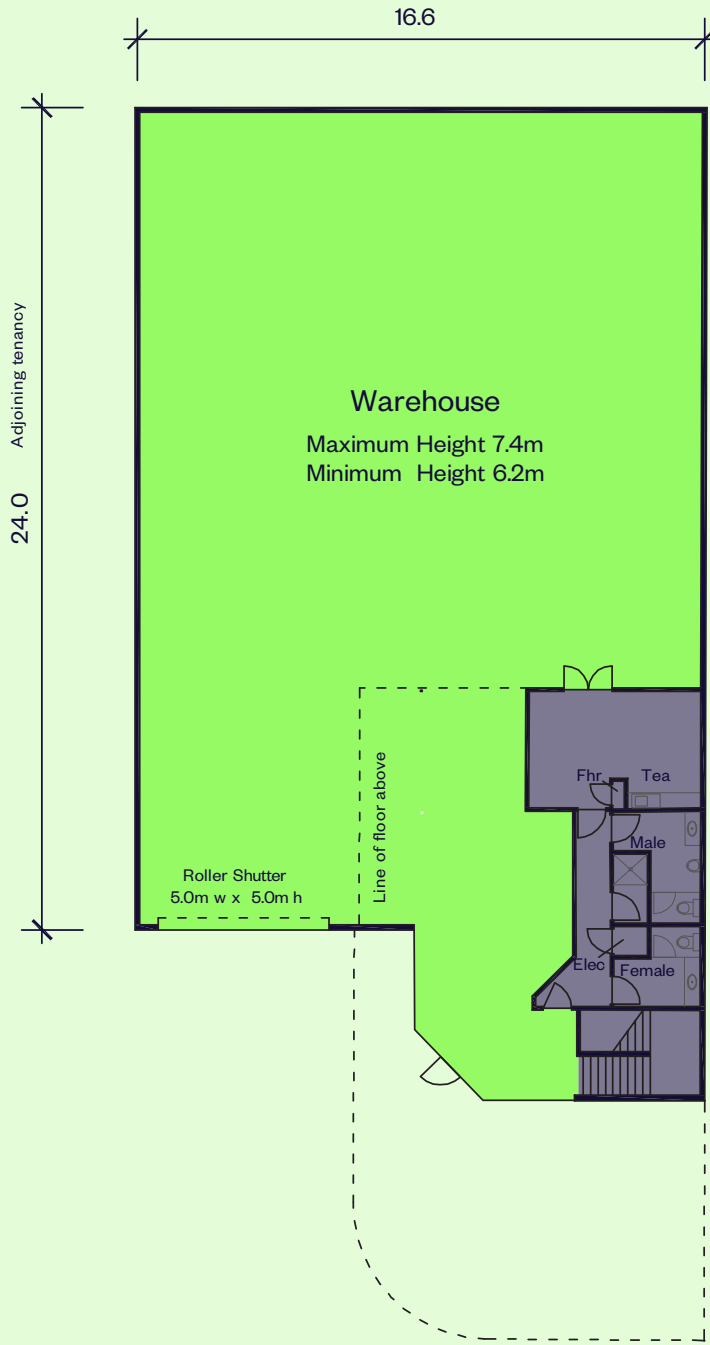 16.6
Adjoining tenancy
24.0
Warehouse
Maximum Height 7.4m
Minimum Height 6.2m
Line of floor above
Fhr
Tea
Male
Roller Shutter
5.0m w x 5.0m h
Elec
Female